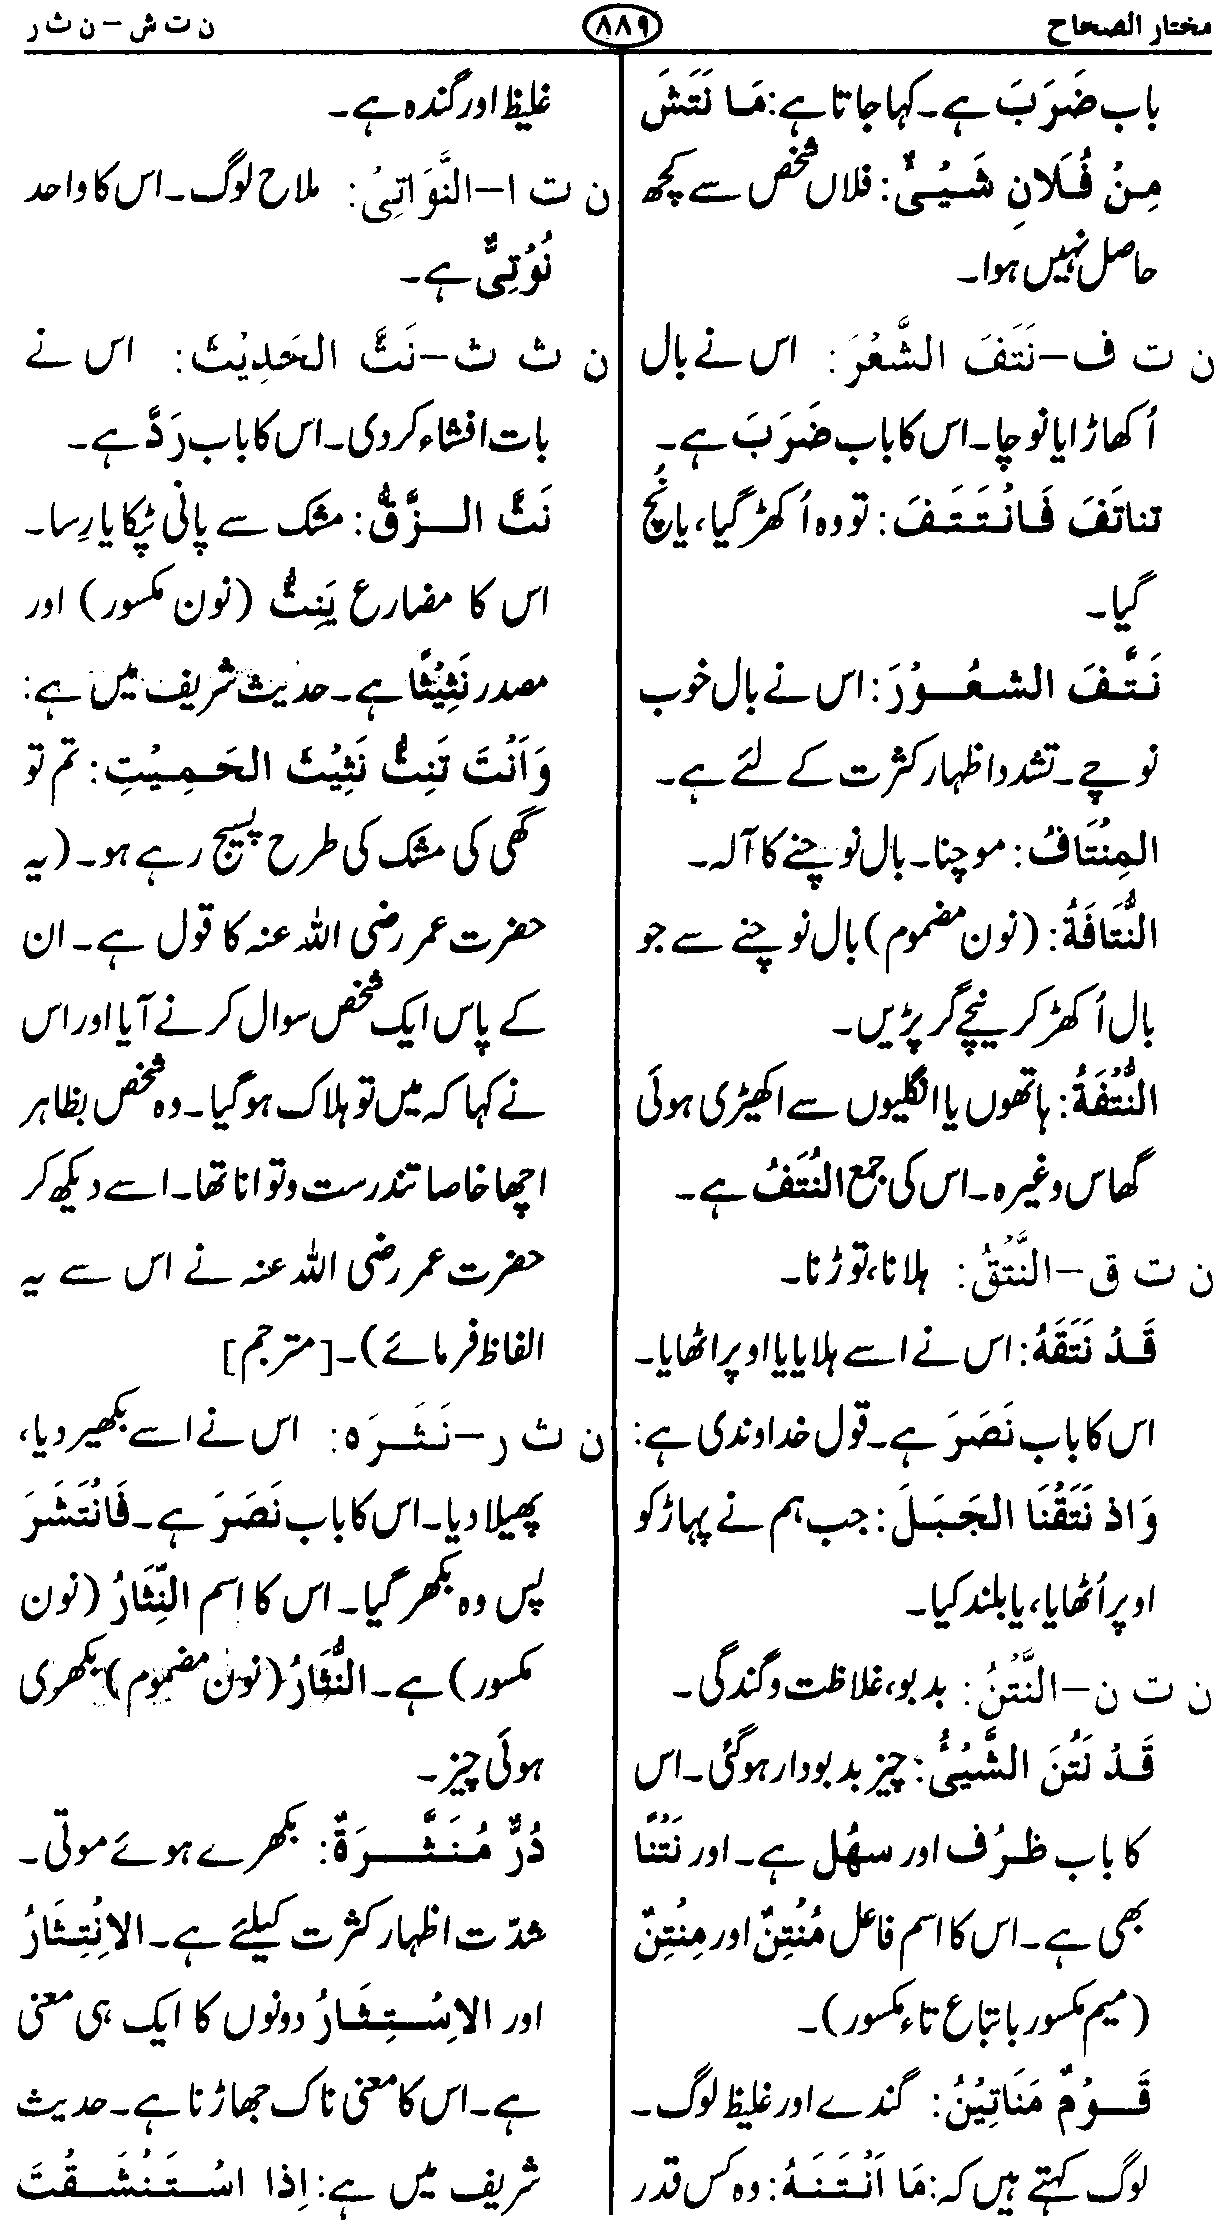 مختار الصحاح
۸۸۹
ن ت ش – ن ث ر
باب ضَرَبَ ہے۔ کہا جاتا ہے: مَا نَتَشَ
مِنْ فُلَانٍ شَیْئٌ: فلاں شخص سے کچھ
حاصل نہیں ہوا۔
ن ت ف – نَتَفَ الشَّعْرَ: اس نے بال
اُکھاڑا یا نوچا۔ اس کا باب ضَرَبَ ہے۔
تناتَفَ فَانْتَتَفَ: تو وہ اُکھڑ گیا، یا نُچ
گیا۔
نَتَّفَ الشعُوْرَ: اس نے بال خوب
نوچے۔ تشدد اظہار کثرت کے لئے ہے۔
المِنْتَافُ: موچنا۔ بال نوچنے کا آلہ۔
النُّتَافَۃُ: (نون مضموم) بال نوچنے سے جو
بال اُکھڑ کر نیچے گر پڑیں۔
النُّتْفَۃُ: ہاتھوں یا انگلیوں سے اکھیڑی ہوئی
گھاس وغیرہ۔ اس کی جمع النُتَفُ ہے۔
ن ت ق – النَّتْقُ: ہلانا، توڑنا۔
قَدْ نَتَقَہُ: اس نے اسے ہلایا یا اوپر اٹھایا۔
اس کا باب نَصَرَ ہے۔ قول خداوندی ہے:
وَاِذ نَتَقْنَا الجَبَلَ: جب ہم نے پہاڑ کو
اوپر اُٹھایا، یا بلند کیا۔
ن ت ن – النَّتْنُ: بدبو، غلاظت و گندگی۔
قَدْ نَتُنَ الشَّیْئُ: چیز بدبودار ہوگئی۔ اس
کا باب ظرُف اور سهُل ہے۔ اور نَتْنًا
بھی ہے۔ اس کا اسم فاعل مُنْتِنٌ اور مِنْتِنٌ
(میم مکسور باتباع تاء مکسور)۔
قَوْمٌ مَنَاتِیْنُ: گندے اور غلیظ لوگ۔
لوگ کہتے ہیں کہ: مَا اَنْتَنَہُ: وہ کس قدر
غلیظ اور گندہ ہے۔
ن ت ا – النَّوَاتِیْ: ملاح لوگ۔ اس کا واحد
نُوْتِیٌّ ہے۔
ن ث ث – نَثَّ الحَدِیْثَ: اس نے
بات افشاء کردی۔ اس کا باب رَدَّ ہے۔
نَثَّ الزِّقُّ: مشک سے پانی ٹپکا یا رِسا۔
اس کا مضارع یَنِثُّ (نون مکسور) اور
مصدر نَثِیْثًا ہے۔ حدیث شریف میں ہے:
وَاَنْتَ تَنِثُّ نَثِیْثَ الحَمِیْتِ: تم تو
گھی کی مشک کی طرح پسیج رہے ہو۔ (یہ
حضرت عمر رضی اللہ عنہ کا قول ہے۔ ان
کے پاس ایک شخص سوال کرنے آیا اور اس
نے کہا کہ میں تو ہلاک ہوگیا۔ وہ شخص بظاہر
اچھا خاصا تندرست و توانا تھا۔ اسے دیکھ کر
حضرت عمر رضی اللہ عنہ نے اس سے یہ
الفاظ فرمائے)۔ [مترجم]
ن ث ر – نَثَرَہ: اس نے اسے بکھیر دیا،
پھیلا دیا۔ اس کا باب نَصَرَ ہے۔ فَانْتَشَرَ
پس وہ بکھر گیا۔ اس کا اسم النِّثَارُ (نون
مکسور) ہے۔ النُّثَارُ (نون مضموم) بکھری
ہوئی چیز۔
دُرٌّ مُنَثَّرَۃٌ: بکھرے ہوئے موتی۔
شدّت اظہار کثرت کیلئے ہے۔ الاِنْتِثَارُ
اور الاِسْتِثَارُ دونوں کا ایک ہی معنی
ہے۔ اس کا معنی ناک جھاڑنا ہے۔ حدیث
شریف میں ہے: اِذا اسْتَنْشَقْتَ